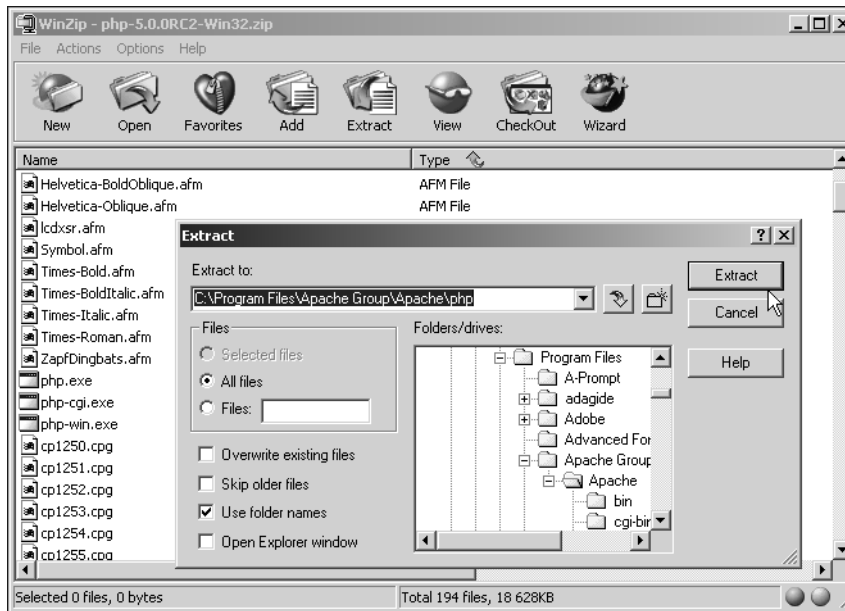 WinZip - php-5.0.0RC2-Win32.zip
File Actions Options Help
New Open Favorites Add Extract View CheckOut Wizard
Name Type
Helvetica-BoldOblique.afm AFM File
Helvetica-Oblique.afm AFM File
lcdxsr.afm
Symbol.afm
Times-Bold.afm
Times-BoldItalic.afm
Times-Italic.afm
Times-Roman.afm
ZapfDingbats.afm
php.exe
php-cgi.exe
php-win.exe
cp1250.cpg
cp1251.cpg
cp1252.cpg
cp1253.cpg
cp1254.cpg
cp1255.cpg
Extract
Extract to:
C:\Program Files\Apache Group\Apache\php
Files
Selected files
All files
Files:
Overwrite existing files
Skip older files
Use folder names
Open Explorer window
Folders/drives:
Program Files
A-Prompt
adagide
Adobe
Advanced For
Apache Group
Apache
bin
cgi-bir
Extract
Cancel
Help
Selected 0 files, 0 bytes Total 194 files, 18 628KB